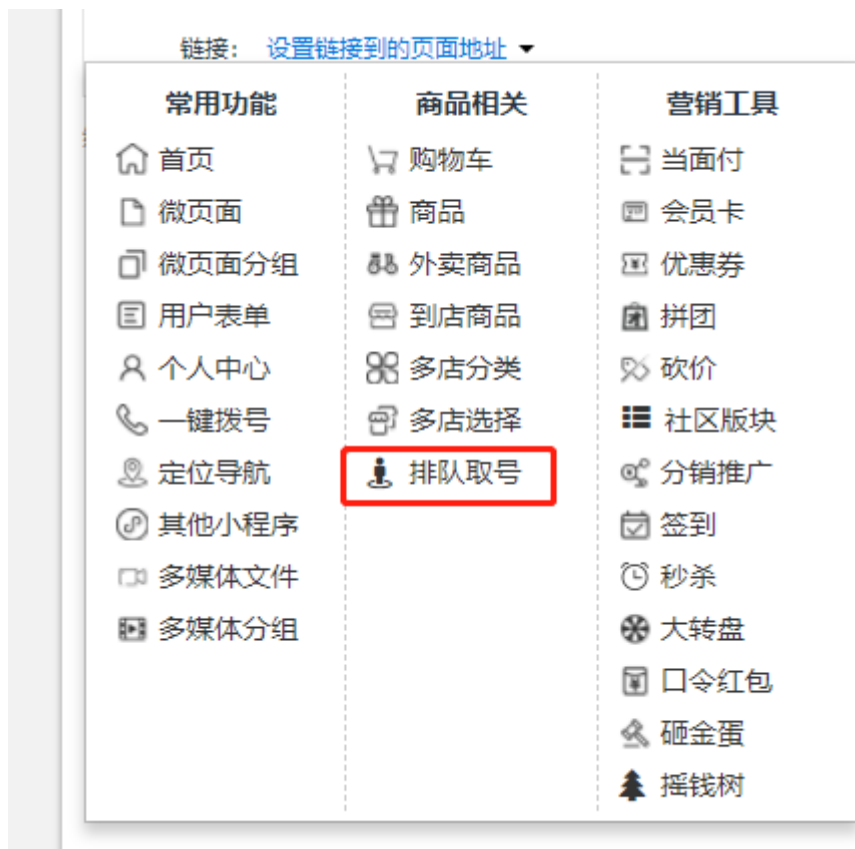 链接： 设置链接到的页面地址
常用功能 商品相关 营销工具
首页 购物车 当面付
微页面 商品 会员卡
微页面分组 外卖商品 优惠券
用户表单 到店商品 拼团
个人中心 多店分类 砍价
一键拨号 多店选择 社区版块
定位导航 排队取号 分销推广
其他小程序 签到
多媒体文件 秒杀
多媒体分组 大转盘
口令红包
砸金蛋
摇钱树